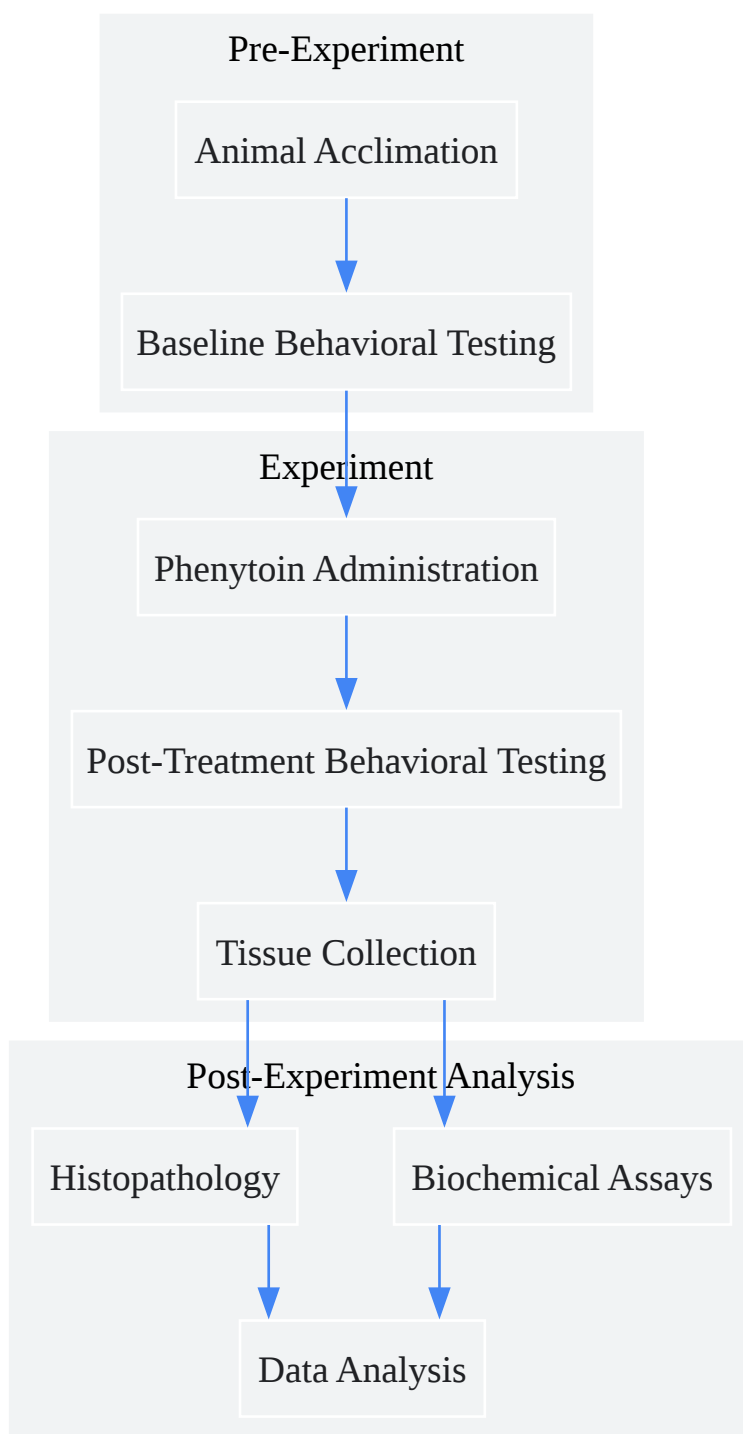 Pre-Experiment
Animal Acclimation
Baseline Behavioral Testing
Experiment
Phenytoin Administration
Post-Treatment Behavioral Testing
Tissue Collection
Post-Experiment Analysis
Histopathology
Biochemical Assays
Data Analysis